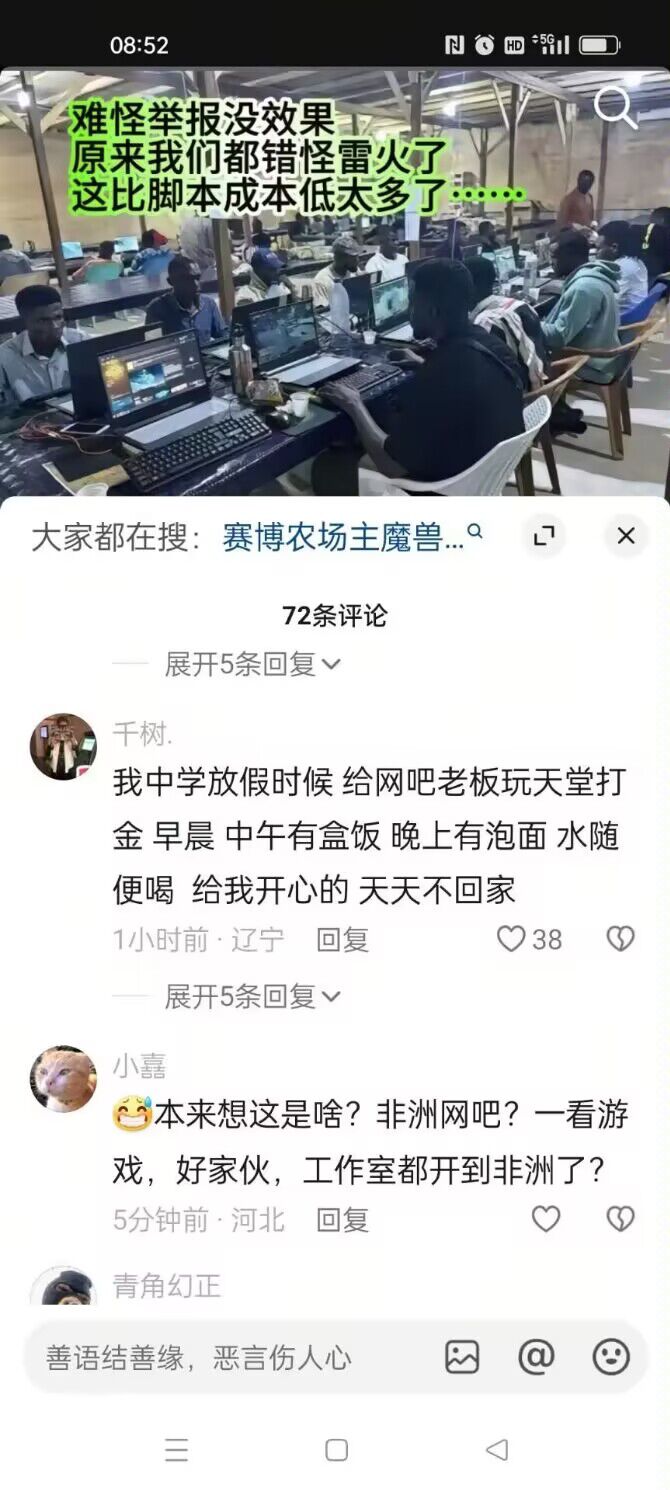 08:52
HD 5G
难怪举报没效果
原来我们都错怪雷火了
这比脚本成本低太多了……
大家都在搜：赛博农场主魔兽...
72条评论
展开5条回复
千树.
我中学放假时候 给网吧老板玩天堂打
金 早晨 中午有盒饭 晚上有泡面 水随
便喝 给我开心的 天天不回家
1小时前 · 辽宁 回复 38
展开5条回复
小嚞
😅本来想这是啥？非洲网吧？一看游
戏，好家伙，工作室都开到非洲了？
5分钟前 · 河北 回复
青角幻正
善语结善缘，恶言伤人心 @